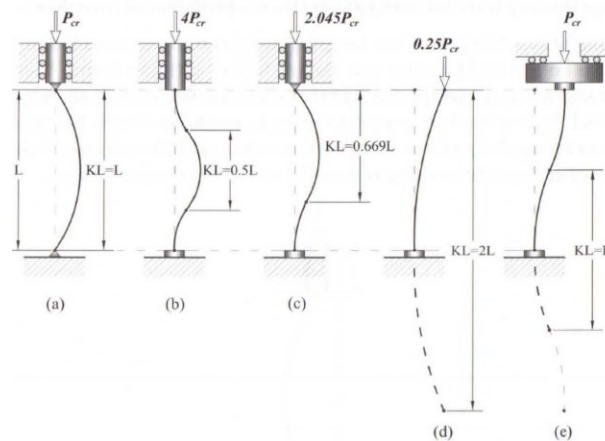 P_cr
4P_cr
2.045P_cr
0.25P_cr
P_cr
L
KL=L
KL=0.5L
KL=0.669L
KL=2L
(a)
(b)
(c)
(d)
(e)